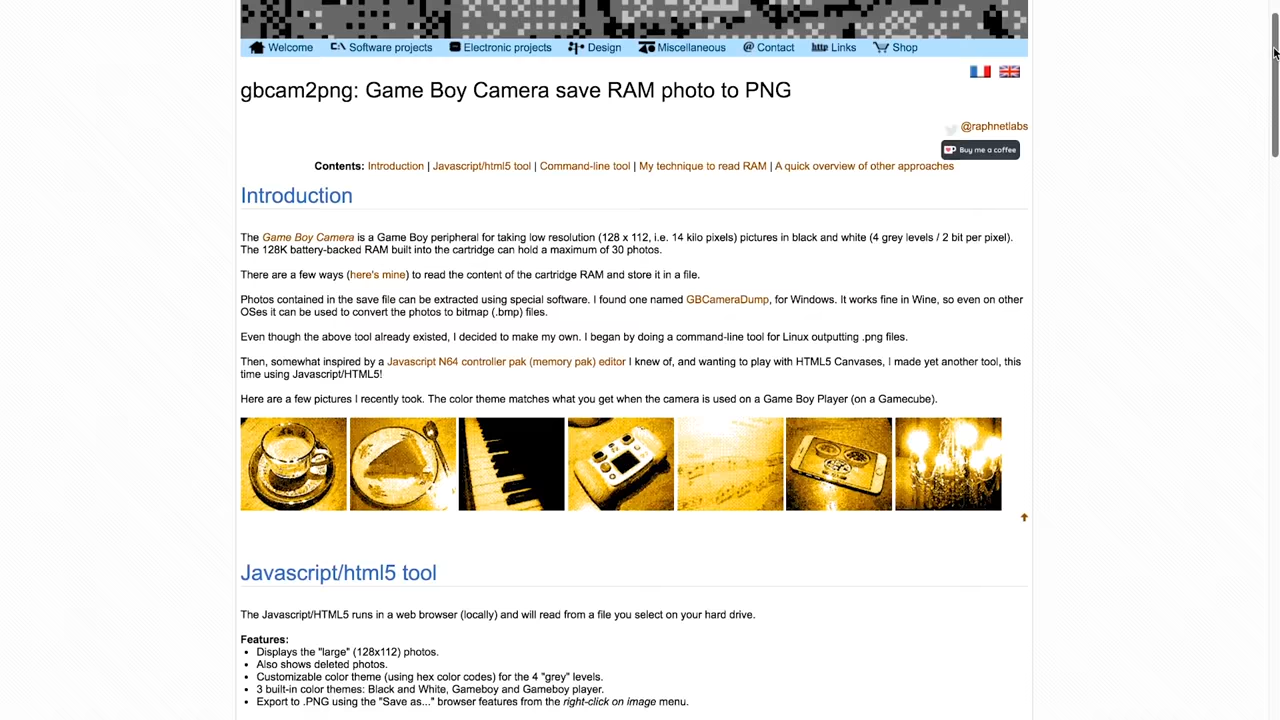 Welcome Software projects Electronic projects Design Miscellaneous @ Contact http Links Shop
gbcam2png: Game Boy Camera save RAM photo to PNG
@raphnetlabs
Buy me a coffee
Contents: Introduction | Javascript/html5 tool | Command-line tool | My technique to read RAM | A quick overview of other approaches
Introduction
The Game Boy Camera is a Game Boy peripheral for taking low resolution (128 x 112, i.e. 14 kilo pixels) pictures in black and white (4 grey levels / 2 bit per pixel).
The 128K battery-backed RAM built into the cartridge can hold a maximum of 30 photos.
There are a few ways (here's mine) to read the content of the cartridge RAM and store it in a file.
Photos contained in the save file can be extracted using special software. I found one named GBCameraDump, for Windows. It works fine in Wine, so even on other
OSes it can be used to convert the photos to bitmap (.bmp) files.
Even though the above tool already existed, I decided to make my own. I began by doing a command-line tool for Linux outputting .png files.
Then, somewhat inspired by a Javascript N64 controller pak (memory pak) editor I knew of, and wanting to play with HTML5 Canvases, I made yet another tool, this
time using Javascript/HTML5!
Here are a few pictures I recently took. The color theme matches what you get when the camera is used on a Game Boy Player (on a Gamecube).
Javascript/html5 tool
The Javascript/HTML5 runs in a web browser (locally) and will read from a file you select on your hard drive.
Features:
• Displays the "large" (128x112) photos.
• Also shows deleted photos.
• Customizable color theme (using hex color codes) for the 4 "grey" levels.
• 3 built-in color themes: Black and White, Gameboy and Gameboy player.
• Export to .PNG using the "Save as..." browser features from the right-click on image menu.